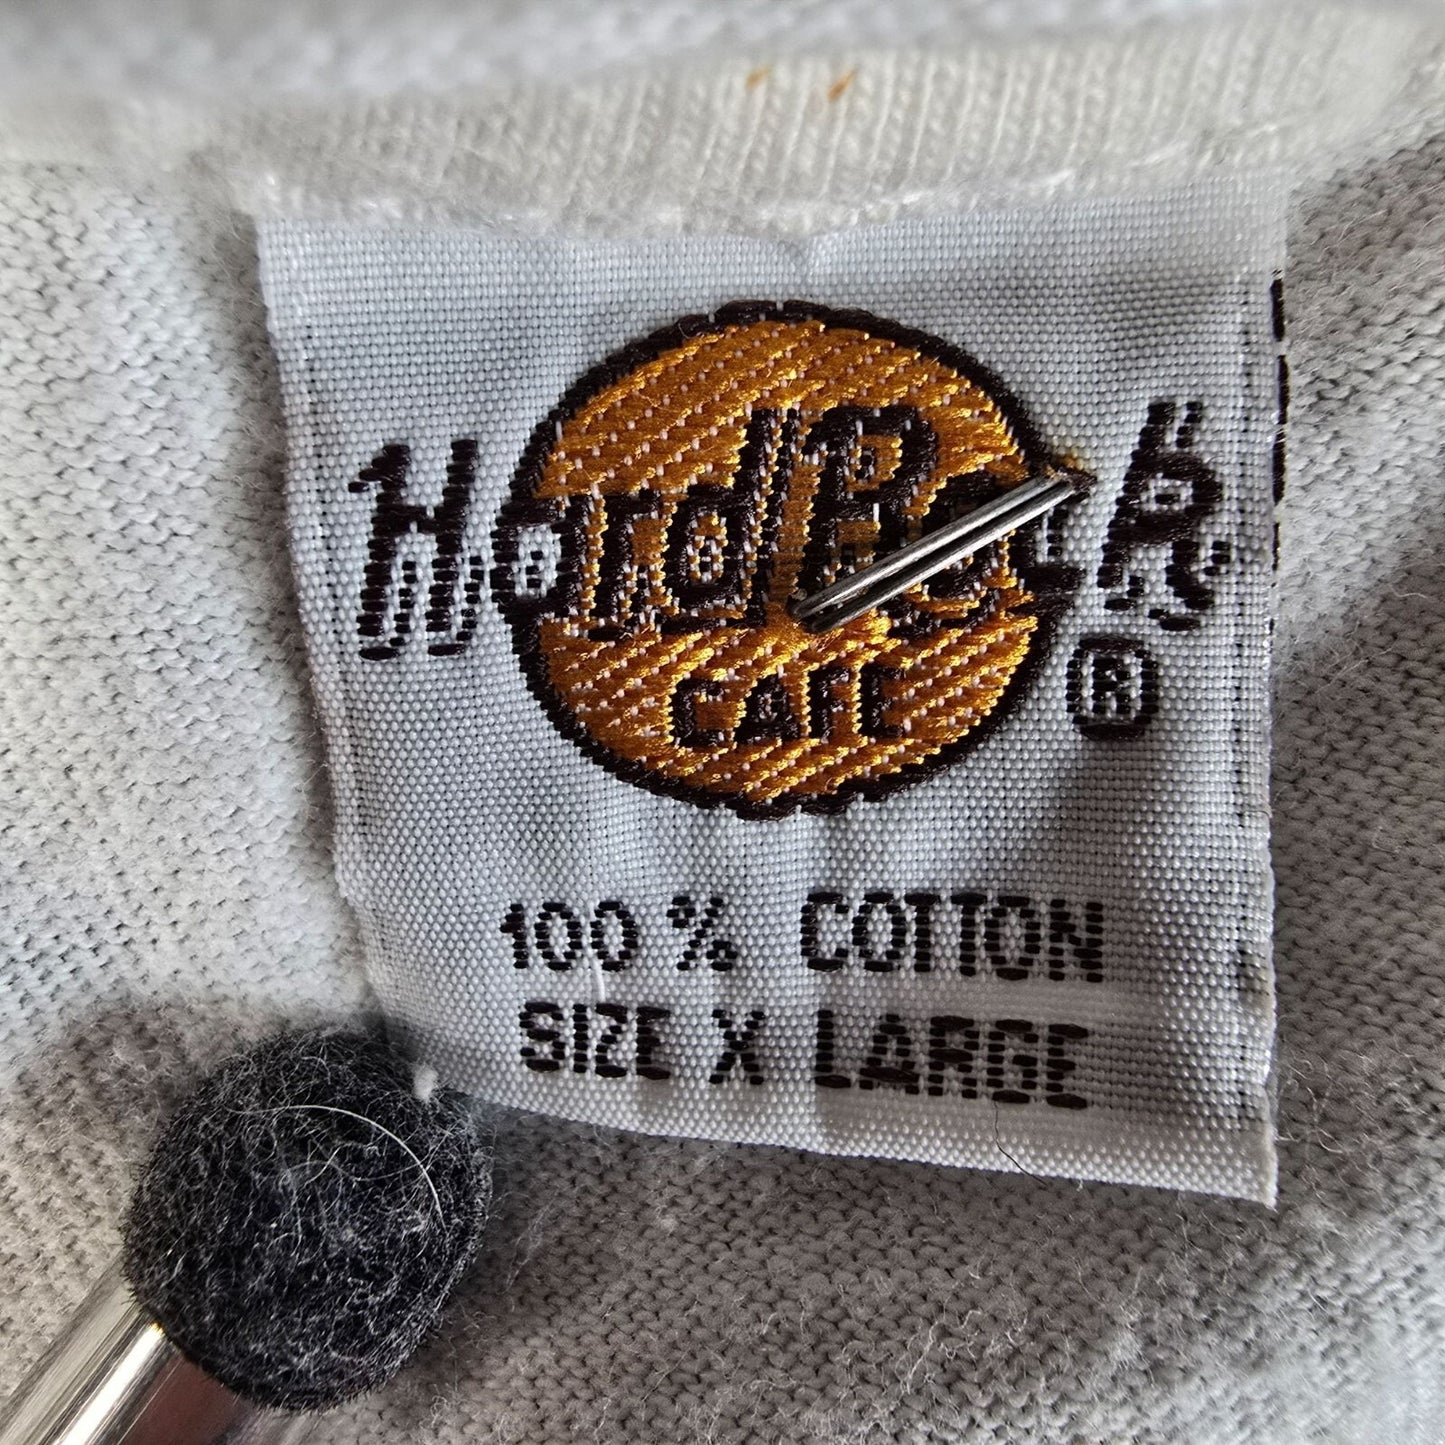 Hard Rock
CAFE
®
100 % COTTON
SIZE X LARGE